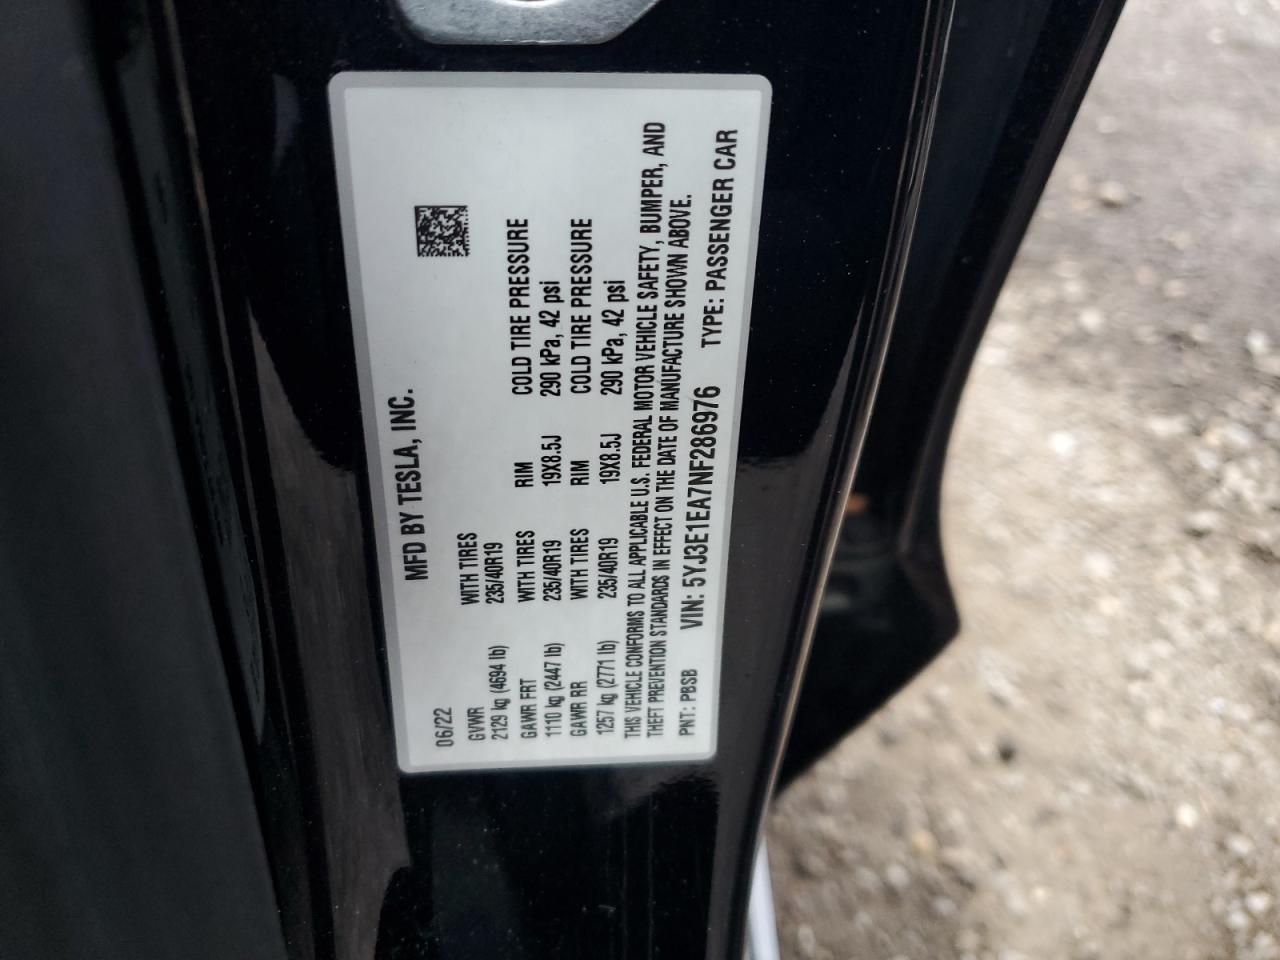 MFD BY TESLA, INC.
06/22
GVWR WITH TIRES
2129 kg (4694 lb) 235/40R19
GAWR FRT WITH TIRES RIM COLD TIRE PRESSURE
1110 kg (2447 lb) 235/40R19 19X8.5J 290 kPa, 42 psi
GAWR RR WITH TIRES RIM COLD TIRE PRESSURE
1257 kg (2771 lb) 235/40R19 19X8.5J 290 kPa, 42 psi
THIS VEHICLE CONFORMS TO ALL APPLICABLE U.S. FEDERAL MOTOR VEHICLE SAFETY, BUMPER, AND
THEFT PREVENTION STANDARDS IN EFFECT ON THE DATE OF MANUFACTURE SHOWN ABOVE.
PNT: PBSB VIN: 5YJ3E1EA7NF286976 TYPE: PASSENGER CAR